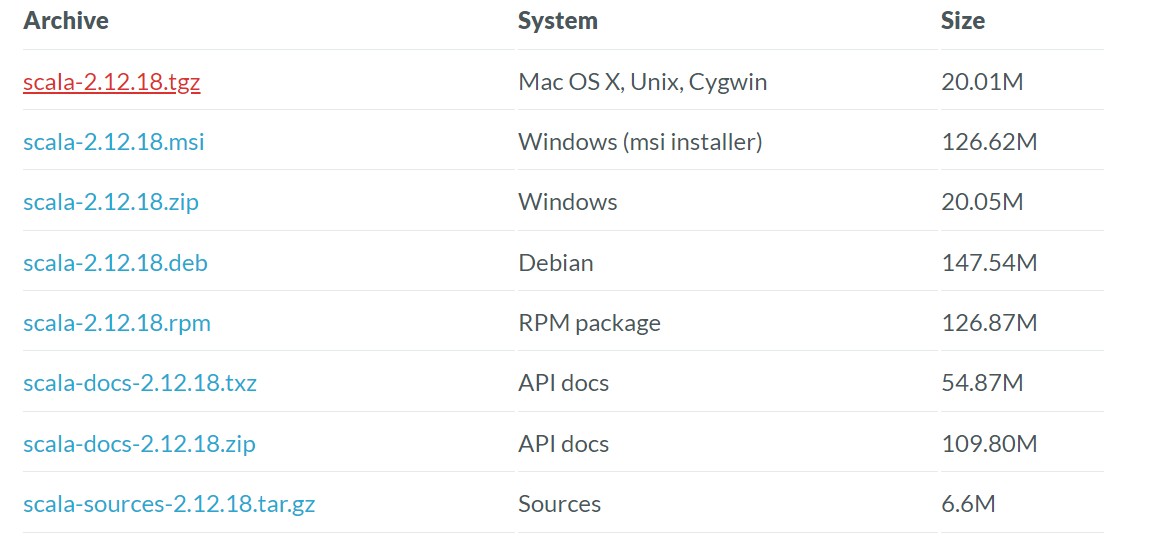 Archive System Size
scala-2.12.18.tgz Mac OS X, Unix, Cygwin 20.01M
scala-2.12.18.msi Windows (msi installer) 126.62M
scala-2.12.18.zip Windows 20.05M
scala-2.12.18.deb Debian 147.54M
scala-2.12.18.rpm RPM package 126.87M
scala-docs-2.12.18.txz API docs 54.87M
scala-docs-2.12.18.zip API docs 109.80M
scala-sources-2.12.18.tar.gz Sources 6.6M